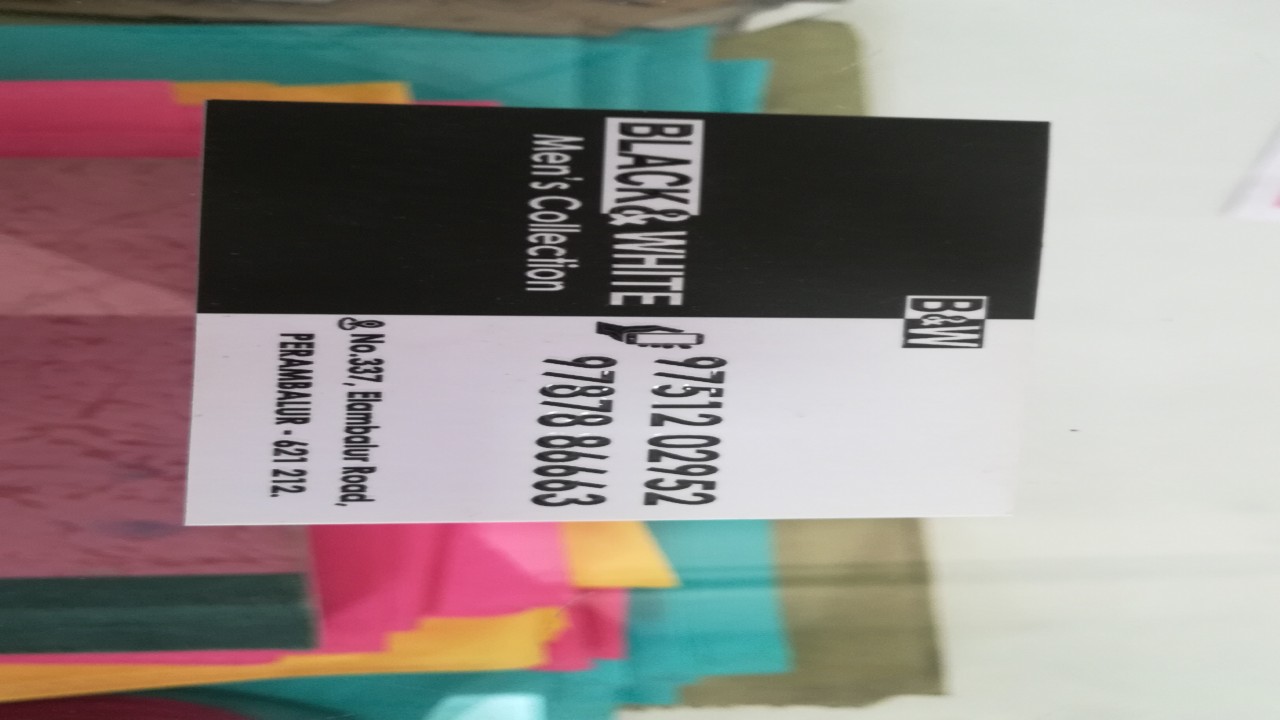 B&W
BLACK & WHITE
Men's Collection
97512 02952
97878 86663
No.337, Elambalur Road,
PERAMBALUR - 621 212.